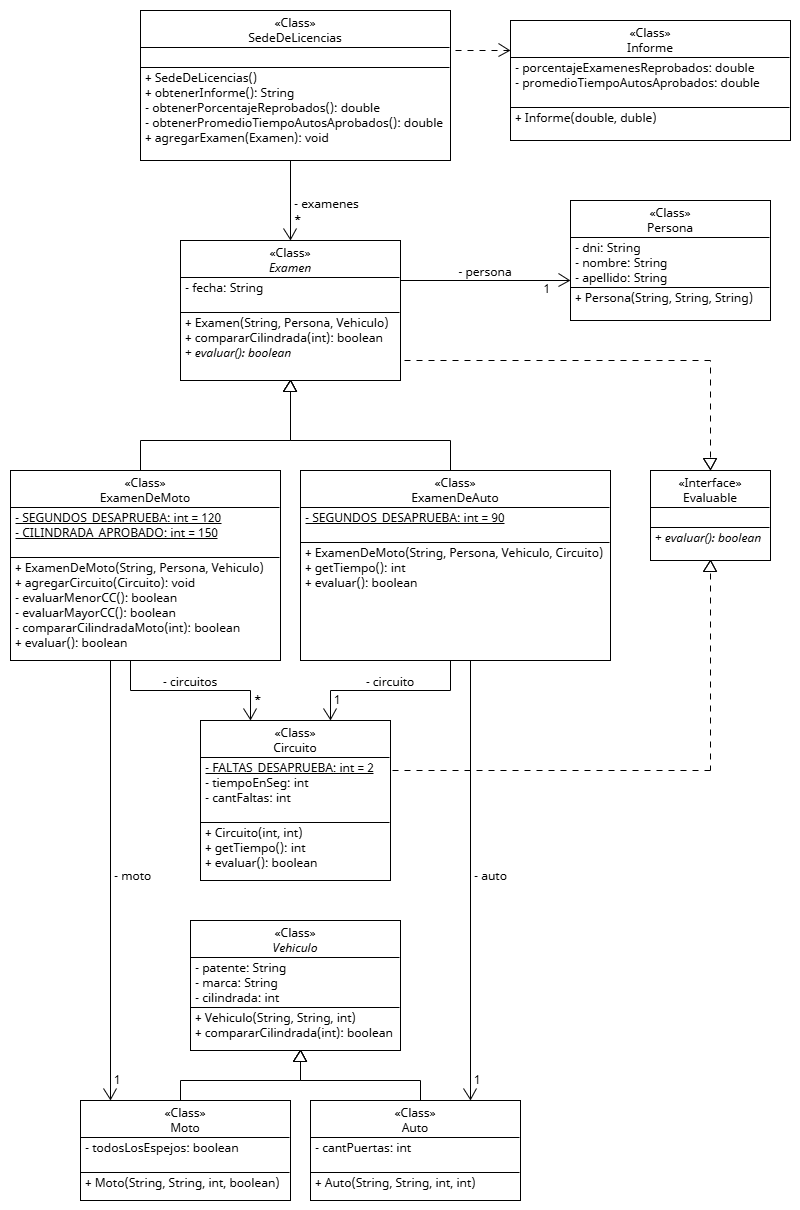 «Class»
SedeDeLicencias
+ SedeDeLicencias()
+ obtenerInforme(): String
- obtenerPorcentajeReprobados(): double
- obtenerPromedioTiempoAutosAprobados(): double
+ agregarExamen(Examen): void
«Class»
Informe
- porcentajeExamenesReprobados: double
- promedioTiempoAutosAprobados: double
+ Informe(double, duble)
- examenes
*
«Class»
Examen
- fecha: String
+ Examen(String, Persona, Vehiculo)
+ compararCilindrada(int): boolean
+ evaluar(): boolean
- persona
1
«Class»
Persona
- dni: String
- nombre: String
- apellido: String
+ Persona(String, String, String)
«Class»
ExamenDeMoto
- SEGUNDOS_DESAPRUEBA: int = 120
- CILINDRADA_APROBADO: int = 150
+ ExamenDeMoto(String, Persona, Vehiculo)
+ agregarCircuito(Circuito): void
- evaluarMenorCC(): boolean
- evaluarMayorCC(): boolean
- compararCilindradaMoto(int): boolean
+ evaluar(): boolean
«Class»
ExamenDeAuto
- SEGUNDOS_DESAPRUEBA: int = 90
+ ExamenDeMoto(String, Persona, Vehiculo, Circuito)
+ getTiempo(): int
+ evaluar(): boolean
«Interface»
Evaluable
+ evaluar(): boolean
- circuitos
*
- circuito
1
«Class»
Circuito
- FALTAS_DESAPRUEBA: int = 2
- tiempoEnSeg: int
- cantFaltas: int
+ Circuito(int, int)
+ getTiempo(): int
+ evaluar(): boolean
- moto
1
- auto
1
«Class»
Vehiculo
- patente: String
- marca: String
- cilindrada: int
+ Vehiculo(String, String, int)
+ compararCilindrada(int): boolean
«Class»
Moto
- todosLosEspejos: boolean
+ Moto(String, String, int, boolean)
«Class»
Auto
- cantPuertas: int
+ Auto(String, String, int, int)